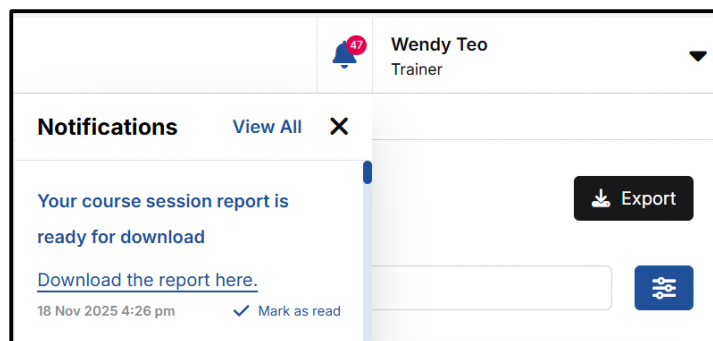 47
Wendy Teo
Trainer
Notifications
View All
Your course session report is
ready for download
Export
Download the report here.
18 Nov 2025 4:26 pm
Mark as read